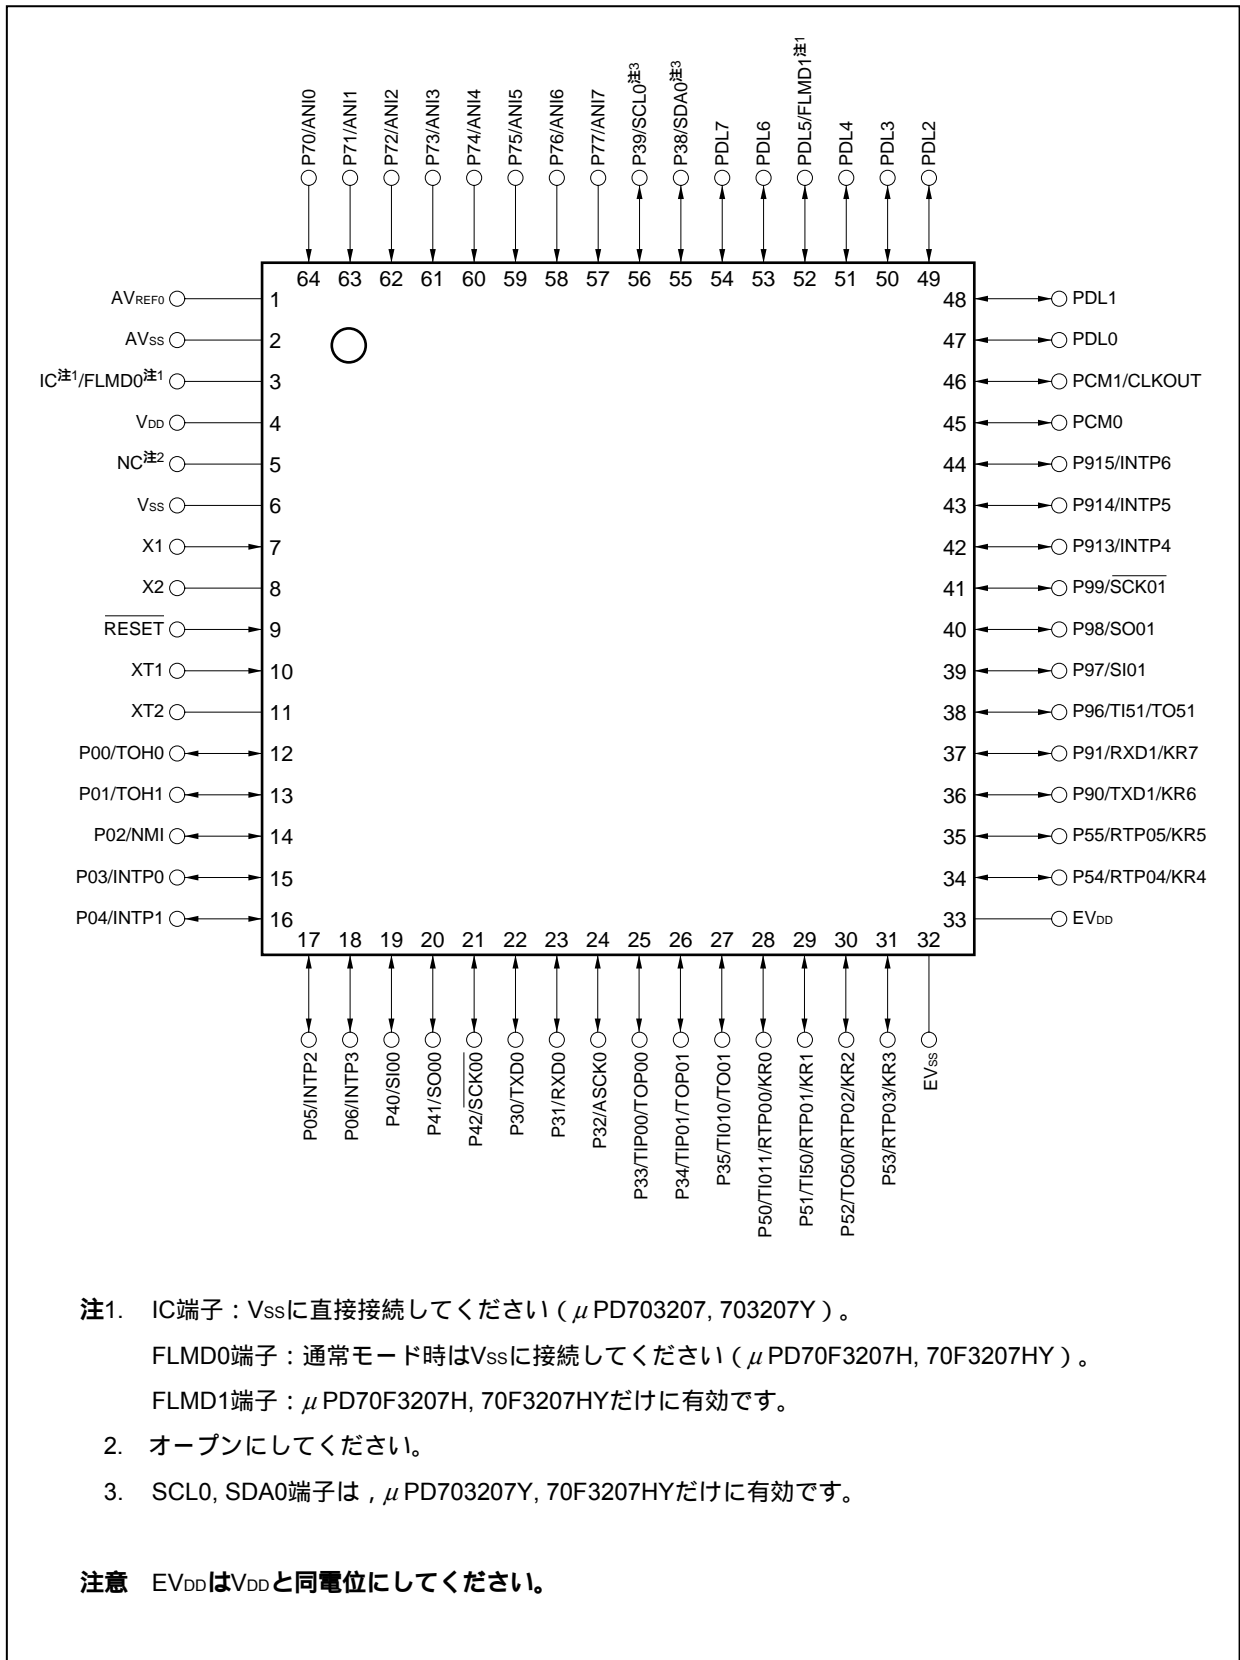 P70/ANI0
P71/ANI1
P72/ANI2
P73/ANI3
P74/ANI4
P75/ANI5
P76/ANI6
P77/ANI7
P39/SCL0注3
P38/SDA0注3
PDL7
PDL6
PDL5/FLMD1注1
PDL4
PDL3
PDL2
64 63 62 61 60 59 58 57 56 55 54 53 52 51 50 49
AVREF0 1
AVSS 2
IC注1/FLMD0注1 3
VDD 4
NC注2 5
VSS 6
X1 7
X2 8
RESET 9
XT1 10
XT2 11
P00/TOH0 12
P01/TOH1 13
P02/NMI 14
P03/INTP0 15
P04/INTP1 16
48 PDL1
47 PDL0
46 PCM1/CLKOUT
45 PCM0
44 P915/INTP6
43 P914/INTP5
42 P913/INTP4
41 P99/SCK01
40 P98/SO01
39 P97/SI01
38 P96/TI51/TO51
37 P91/RXD1/KR7
36 P90/TXD1/KR6
35 P55/RTP05/KR5
34 P54/RTP04/KR4
33 EVDD
17 18 19 20 21 22 23 24 25 26 27 28 29 30 31 32
P05/INTP2
P06/INTP3
P40/SI00
P41/SO00
P42/SCK00
P30/TXD0
P31/RXD0
P32/ASCK0
P33/TIP00/TOP00
P34/TIP01/TOP01
P35/TI010/TO01
P50/TI011/RTP00/KR0
P51/TI50/RTP01/KR1
P52/TO50/RTP02/KR2
P53/RTP03/KR3
EVSS
注1. IC端子：VSSに直接接続してください（μPD703207, 703207Y）。
FLMD0端子：通常モード時はVSSに接続してください（μPD70F3207H, 70F3207HY）。
FLMD1端子：μPD70F3207H, 70F3207HYだけに有効です。
2. オープンにしてください。
3. SCL0, SDA0端子は，μPD703207Y, 70F3207HYだけに有効です。
注意 EVDDはVDDと同電位にしてください。